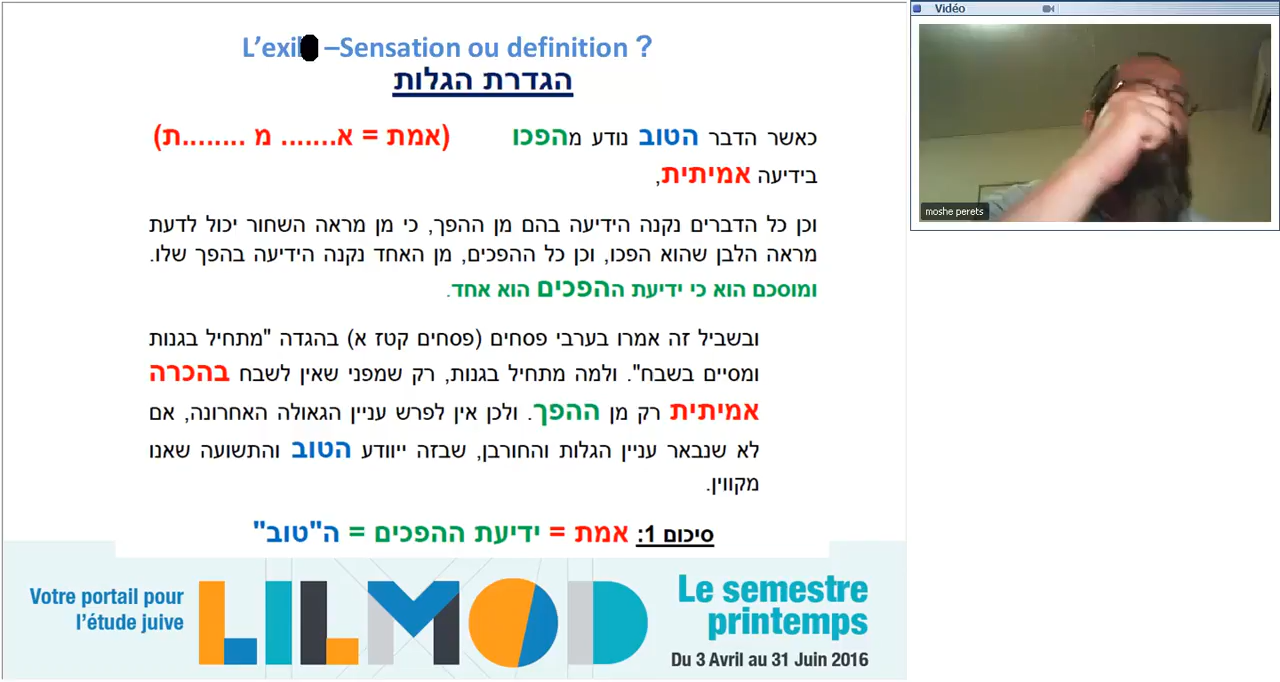 L'exil –Sensation ou definition ?
הגדרת הגלות
כאשר הדבר הטוב נודע מהפכו (אמת = א....... מ ........ת)
בידיעה אמיתית,
וכן כל הדברים נקנה הידיעה בהם מן ההפך, כי מן מראה השחור יכול לדעת
מראה הלבן שהוא הפכו, וכן כל ההפכים, מן האחד נקנה הידיעה בהפך שלו.
ומוסכם הוא כי ידיעת ההפכים הוא אחד.
ובשביל זה אמרו בערבי פסחים (פסחים קטז א) בהגדה "מתחיל בגנות
ומסיים בשבח". ולמה מתחיל בגנות, רק שמפני שאין לשבח בהכרה
אמיתית רק מן ההפך. ולכן אין לפרש עניין הגאולה האחרונה, אם
לא שנבאר עניין הגלות והחורבן, שבזה ייוודע הטוב והתשועה שאנו
מקווין.
סיכום 1: אמת = ידיעת ההפכים = ה"טוב"
Votre portail pour
l'étude juive
LILMOD
Le semestre
printemps
Du 3 Avril au 31 Juin 2016
Vidéo
moshe perets